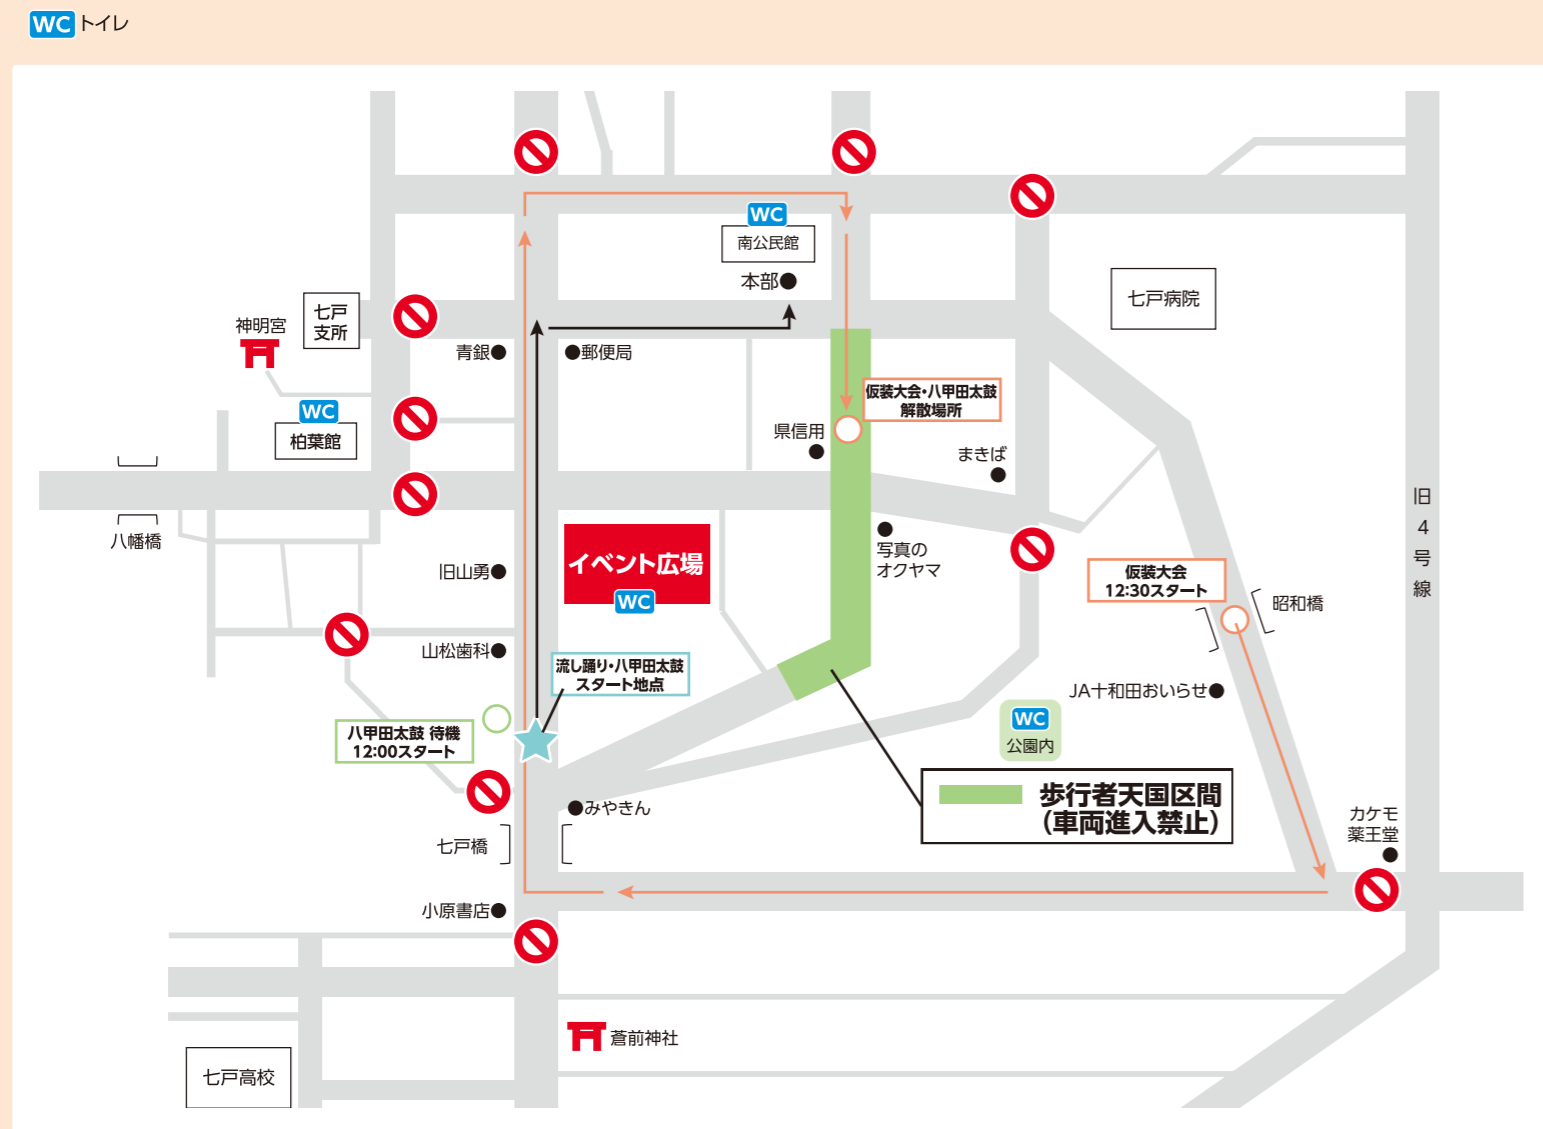 WC トイレ
WC
南公民館
本部
七戸
支所
神明宮
青銀
郵便局
七戸病院
WC
柏葉館
仮装大会・八甲田太鼓
解散場所
県信用
まきば
八幡橋
旧山勇
イベント広場
WC
写真の
オクヤマ
旧4号線
仮装大会
12:30スタート
昭和橋
山松歯科
流し踊り・八甲田太鼓
スタート地点
JA十和田おいらせ
八甲田太鼓 待機
12:00スタート
WC
公園内
みやきん
歩行者天国区間
（車両進入禁止）
カケモ
薬王堂
七戸橋
小原書店
蒼前神社
七戸高校